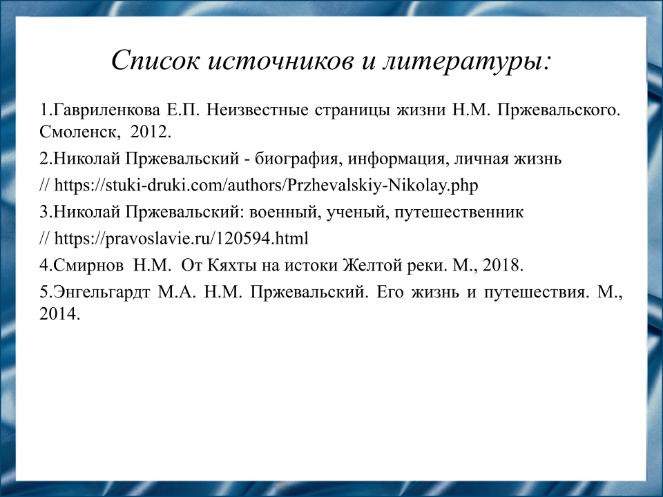 Список источников и литературы:
1.Гавриленкова Е.П. Неизвестные страницы жизни Н.М. Пржевальского.
Смоленск, 2012.
2.Николай Пржевальский - биография, информация, личная жизнь
// https://stuki-druki.com/authors/Przhevalskiy-Nikolay.php
3.Николай Пржевальский: военный, ученый, путешественник
// https://pravoslavie.ru/120594.html
4.Смирнов Н.М. От Кяхты на истоки Желтой реки. М., 2018.
5.Энгельгардт М.А. Н.М. Пржевальский. Его жизнь и путешествия. М.,
2014.